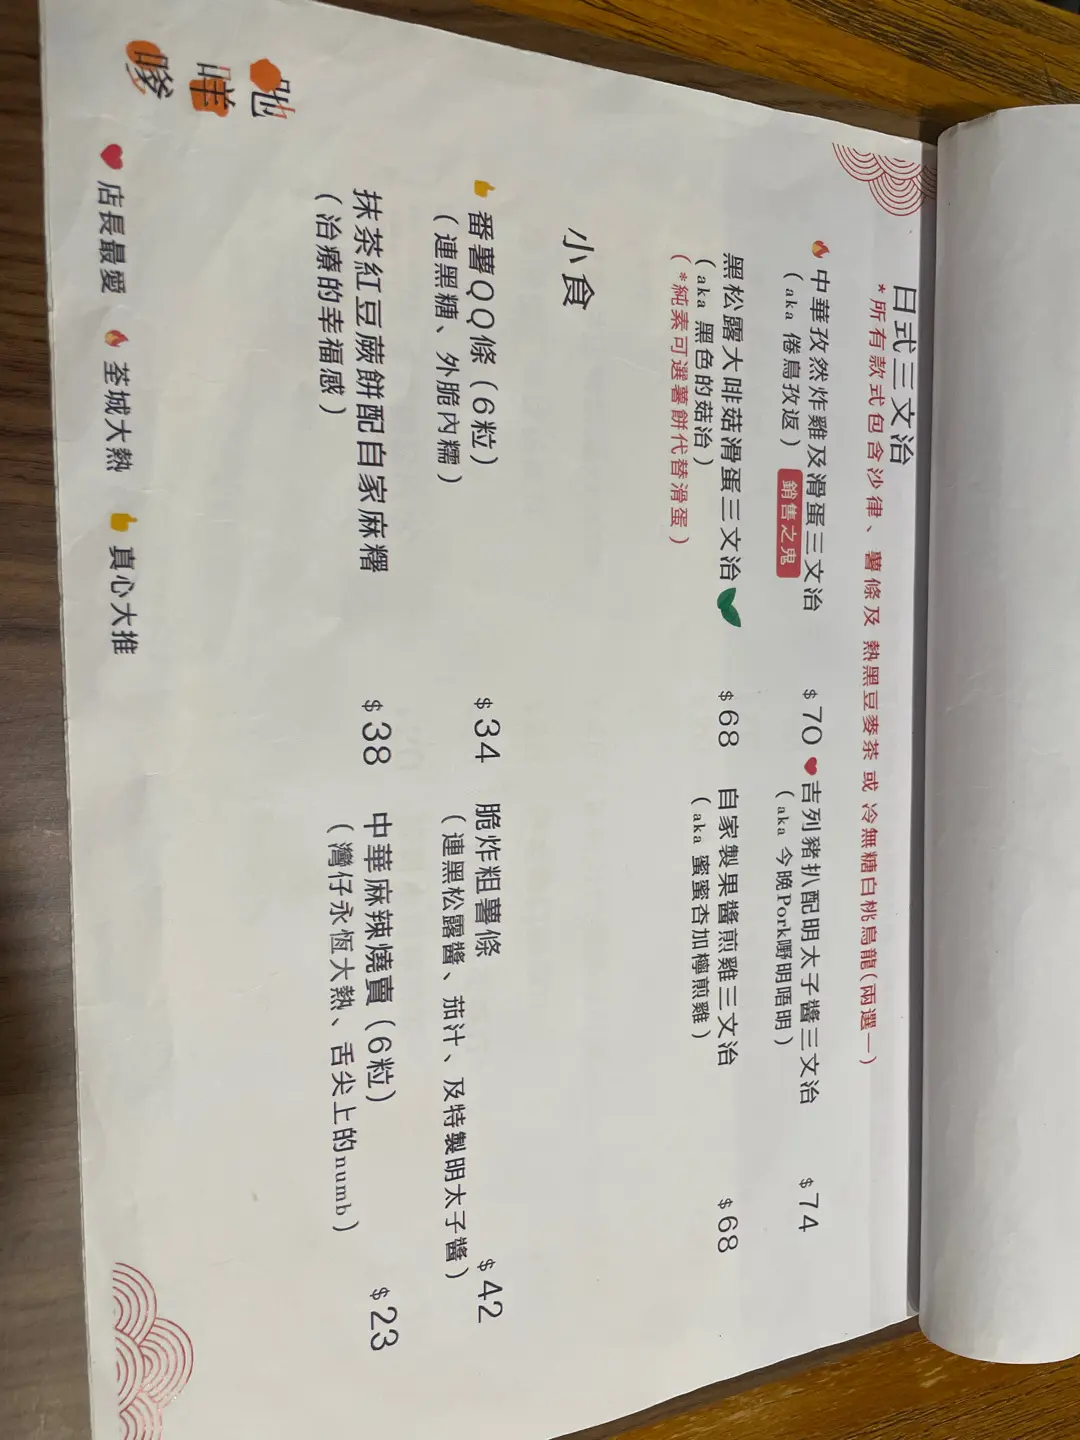 日式三文治
*所有款式包含沙律、薯條及 熱黑豆麥茶 或 冷無糖白桃烏龍(兩選一)
中華孜然炸雞及滑蛋三文治 $70
(aka 倦鳥孜返) 銷售之鬼
吉列豬扒配明太子醬三文治 $74
(aka 今晚Pork嘢明唔明)
黑松露大啡菇滑蛋三文治 $68
(aka 黑色的菇治)
(*純素可選薯餅代替滑蛋)
自家製果醬煎雞三文治 $68
(aka 蜜蜜杏加檸煎雞)
小食
番薯QQ條(6粒) $34
(連黑糖、外脆內糯)
脆炸粗薯條 $42
(連黑松露醬、茄汁、及特製明太子醬)
抹茶紅豆蕨餅配自家麻糬 $38
(治療的幸福感)
中華麻辣燒賣(6粒) $23
(灣仔永恆大熱、舌尖上的numb)
吔咩嗲
店長最愛 荃城大熱 真心大推